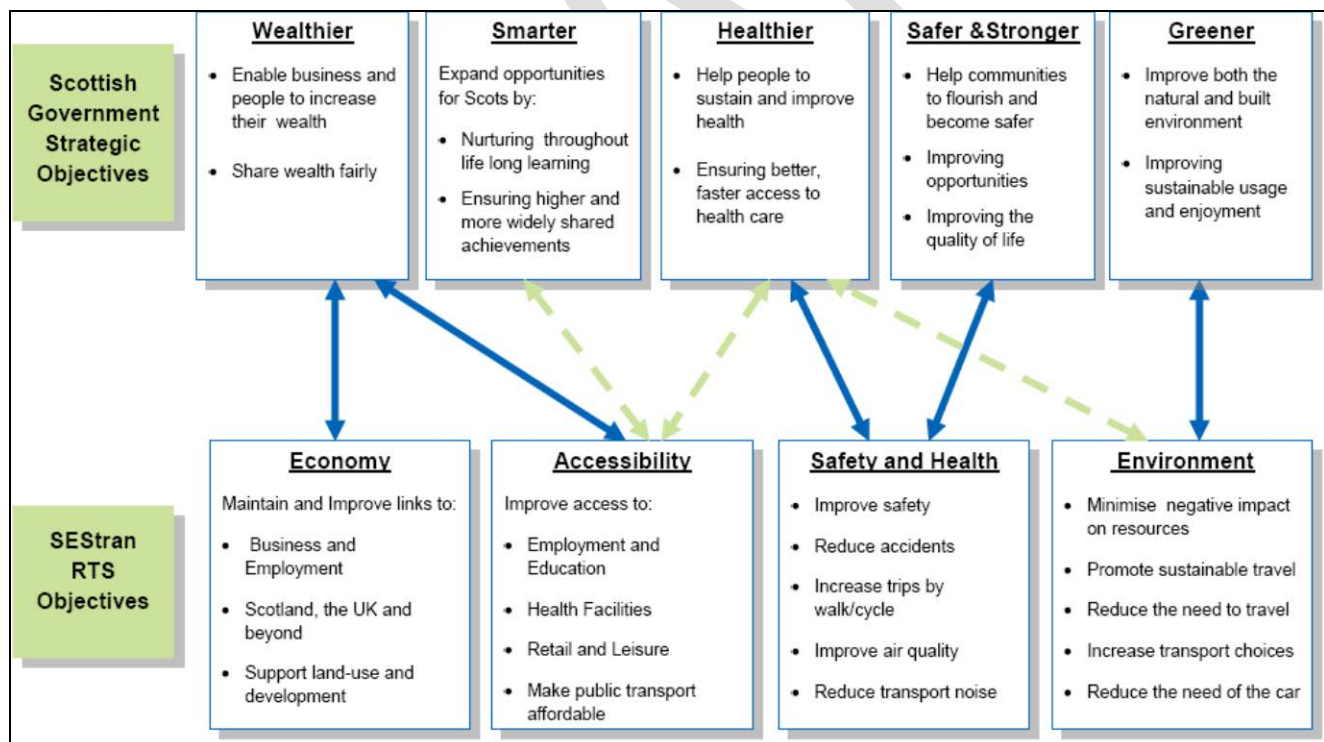 Scottish
Government
Strategic
Objectives
Wealthier
• Enable business and
people to increase
their wealth
• Share wealth fairly
Smarter
Expand opportunities
for Scots by:
• Nurturing throughout
life long learning
• Ensuring higher and
more widely shared
achievements
Healthier
• Help people to
sustain and improve
health
• Ensuring better,
faster access to
health care
Safer &Stronger
• Help communities
to flourish and
become safer
• Improving
opportunities
• Improving the
quality of life
Greener
• Improve both the
natural and built
environment
• Improving
sustainable usage
and enjoyment
SEStran
RTS
Objectives
Economy
Maintain and Improve links to:
• Business and
Employment
• Scotland, the UK and
beyond
• Support land-use and
development
Accessibility
Improve access to:
• Employment and
Education
• Health Facilities
• Retail and Leisure
• Make public transport
affordable
Safety and Health
• Improve safety
• Reduce accidents
• Increase trips by
walk/cycle
• Improve air quality
• Reduce transport noise
Environment
• Minimise negative impact
on resources
• Promote sustainable travel
• Reduce the need to travel
• Increase transport choices
• Reduce the need of the car